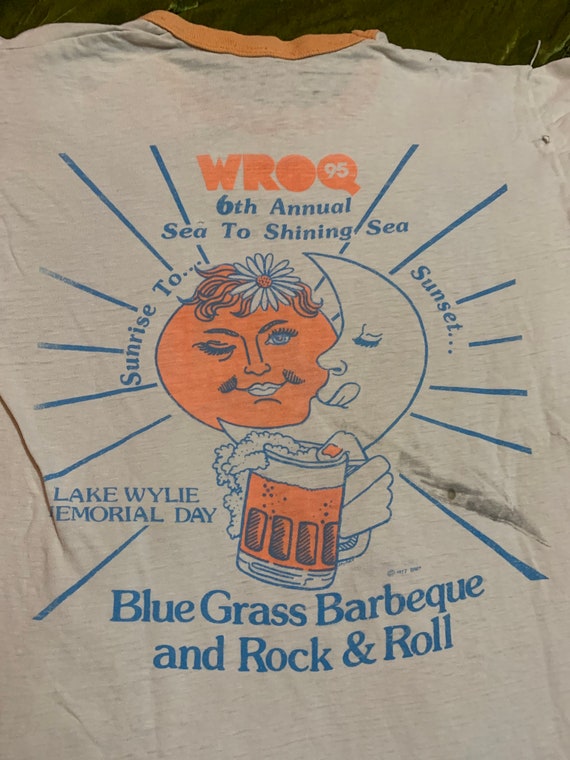 WROQ 95
6th Annual
Sea To Shining Sea
Sunrise To...
Sunset...
LAKE WYLIE
MEMORIAL DAY
Blue Grass Barbeque
and Rock & Roll